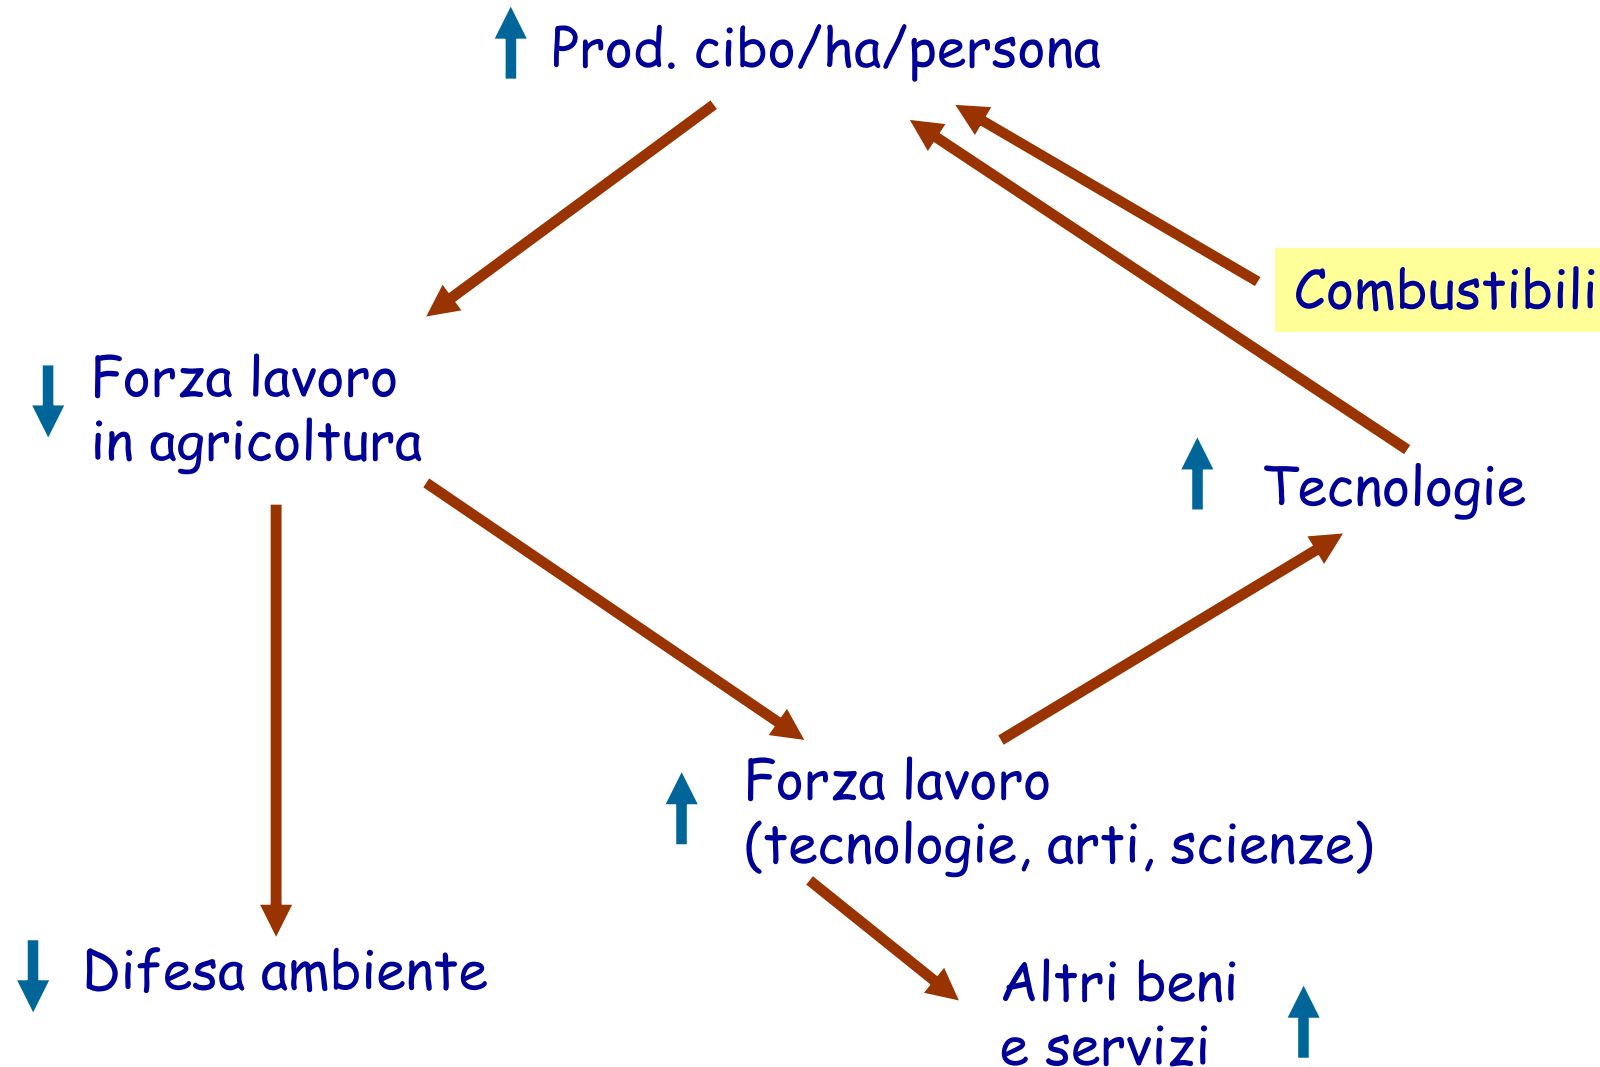 Prod. cibo/ha/persona
Combustibili
Forza lavoro
in agricoltura
Tecnologie
Forza lavoro
(tecnologie, arti, scienze)
Difesa ambiente
Altri beni
e servizi